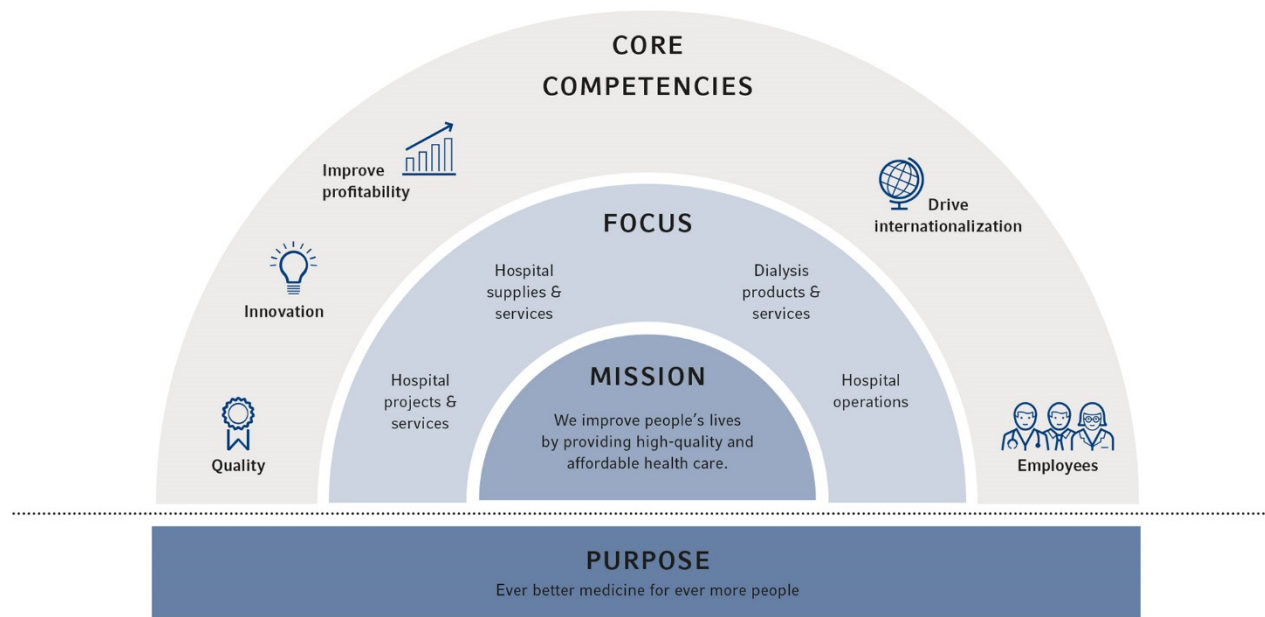 CORE
COMPETENCIES
Improve
profitability
Drive
internationalization
Innovation
Quality
Employees
FOCUS
Hospital
supplies &
services
Dialysis
products &
services
Hospital
projects &
services
Hospital
operations
MISSION
We improve people’s lives
by providing high-quality and
affordable health care.
PURPOSE
Ever better medicine for ever more people